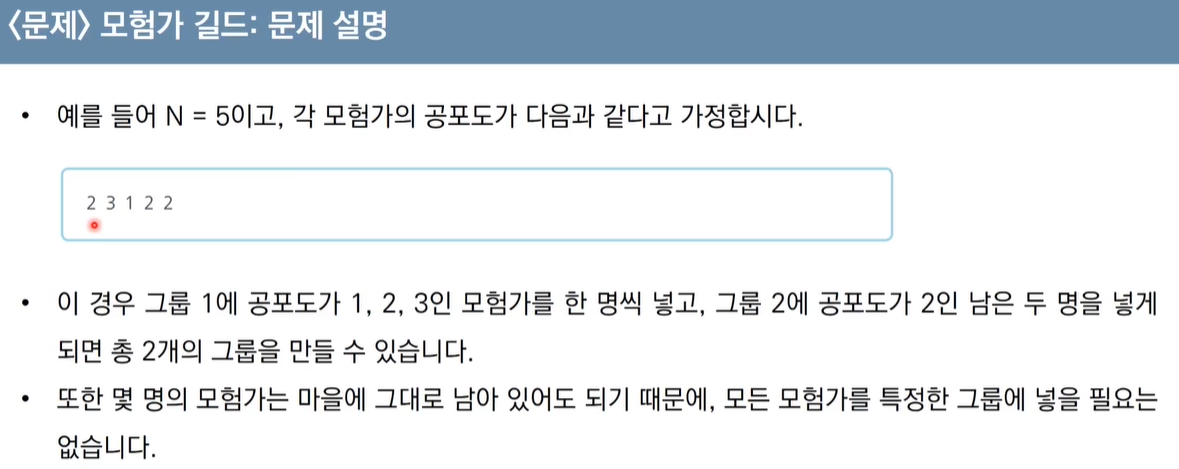 〈문제〉 모험가 길드: 문제 설명
• 예를 들어 N = 5이고, 각 모험가의 공포도가 다음과 같다고 가정합시다.
2 3 1 2 2
• 이 경우 그룹 1에 공포도가 1, 2, 3인 모험가를 한 명씩 넣고, 그룹 2에 공포도가 2인 남은 두 명을 넣게
되면 총 2개의 그룹을 만들 수 있습니다.
• 또한 몇 명의 모험가는 마을에 그대로 남아 있어도 되기 때문에, 모든 모험가를 특정한 그룹에 넣을 필요는
없습니다.